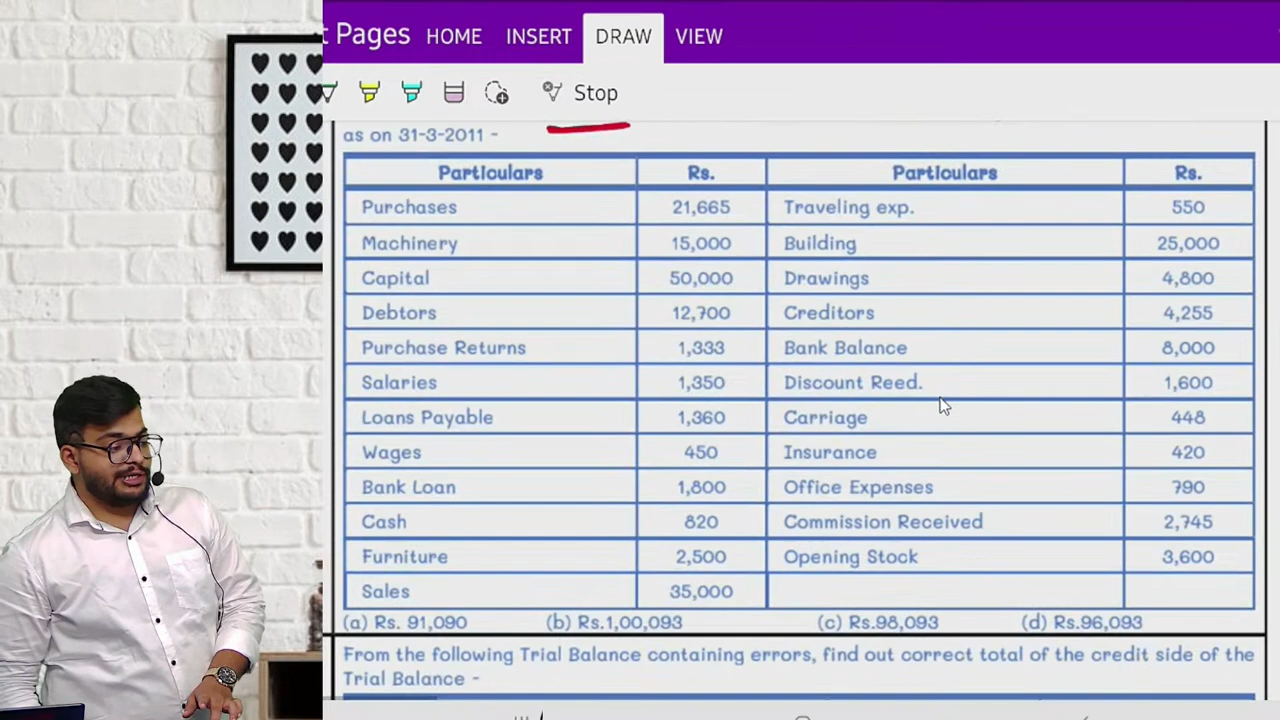 t Pages HOME INSERT DRAW VIEW
Stop
as on 31-3-2011 -
Particulars Rs. Particulars Rs.
Purchases 21,665 Traveling exp. 550
Machinery 15,000 Building 25,000
Capital 50,000 Drawings 4,800
Debtors 12,700 Creditors 4,255
Purchase Returns 1,333 Bank Balance 8,000
Salaries 1,350 Discount Reed. 1,600
Loans Payable 1,360 Carriage 448
Wages 450 Insurance 420
Bank Loan 1,800 Office Expenses 790
Cash 820 Commission Received 2,745
Furniture 2,500 Opening Stock 3,600
Sales 35,000
(a) Rs. 91,090 (b) Rs.1,00,093 (c) Rs.98,093 (d) Rs.96,093
From the following Trial Balance containing errors, find out correct total of the credit side of the
Trial Balance -